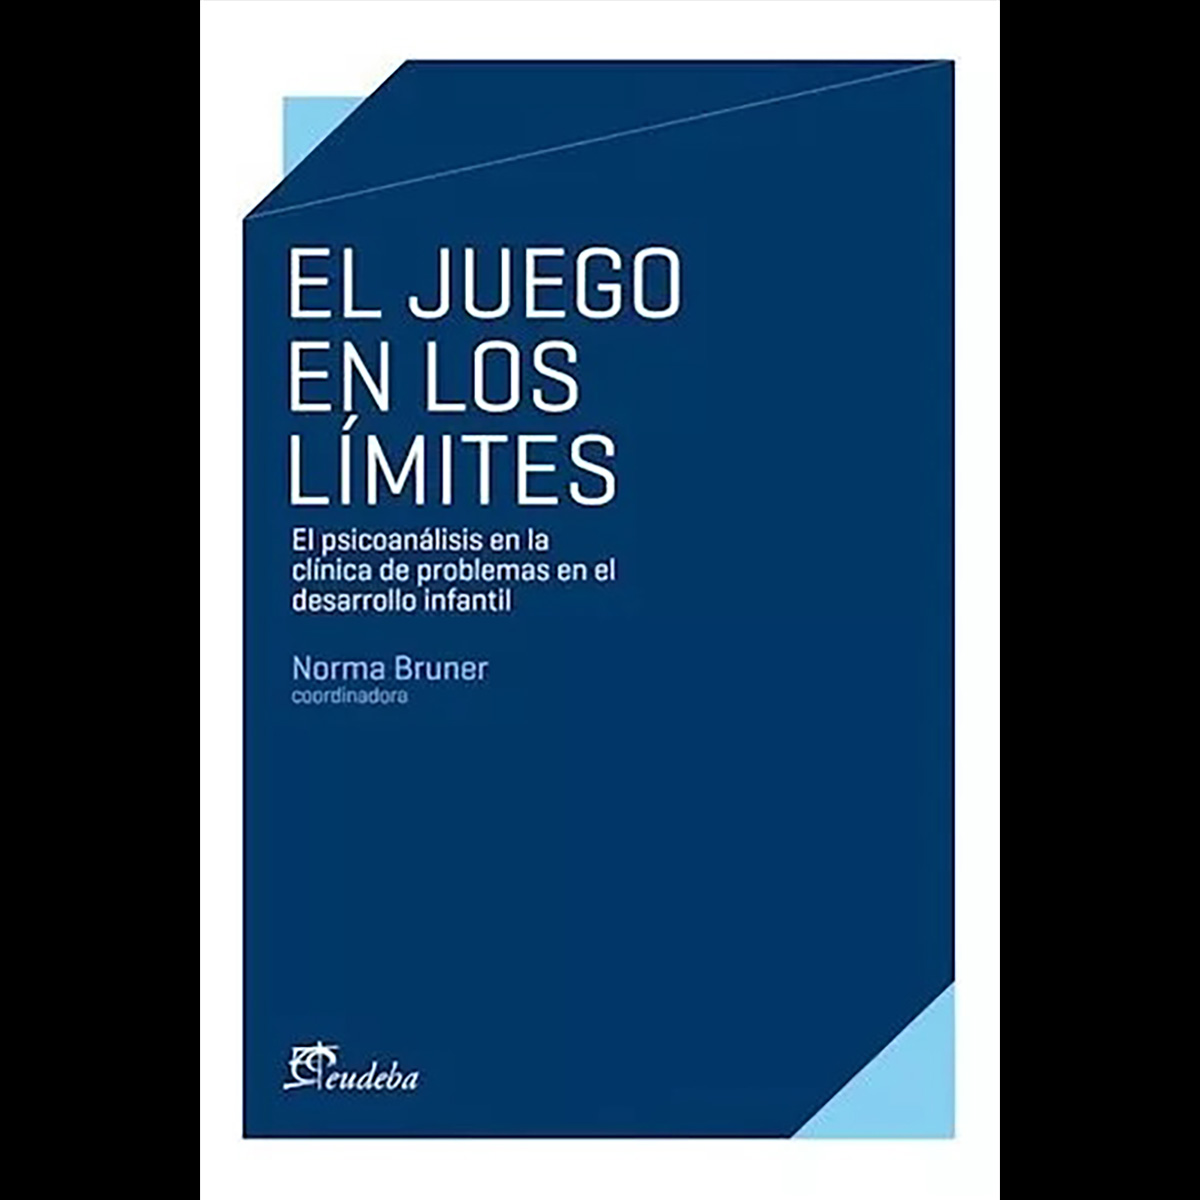 EL JUEGO
EN LOS
LÍMITES
El psicoanálisis en la
clínica de problemas en el
desarrollo infantil
Norma Bruner
coordinadora
eudeba